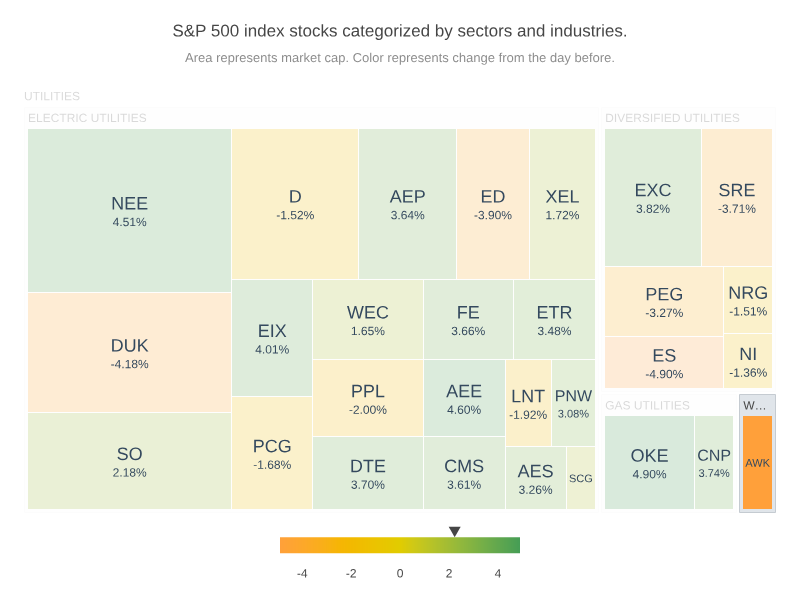 S&P 500 index stocks categorized by sectors and industries.
Area represents market cap. Color represents change from the day before.
UTILITIES
ELECTRIC UTILITIES
NEE
4.51%
D
-1.52%
AEP
3.64%
ED
-3.90%
XEL
1.72%
DUK
-4.18%
SO
2.18%
EIX
4.01%
PCG
-1.68%
WEC
1.65%
FE
3.66%
ETR
3.48%
PPL
-2.00%
AEE
4.60%
LNT
-1.92%
PNW
3.08%
DTE
3.70%
CMS
3.61%
AES
3.26%
SCG
DIVERSIFIED UTILITIES
EXC
3.82%
SRE
-3.71%
PEG
-3.27%
NRG
-1.51%
ES
-4.90%
NI
-1.36%
GAS UTILITIES
OKE
4.90%
CNP
3.74%
W...
AWK
-4 -2 0 2 4